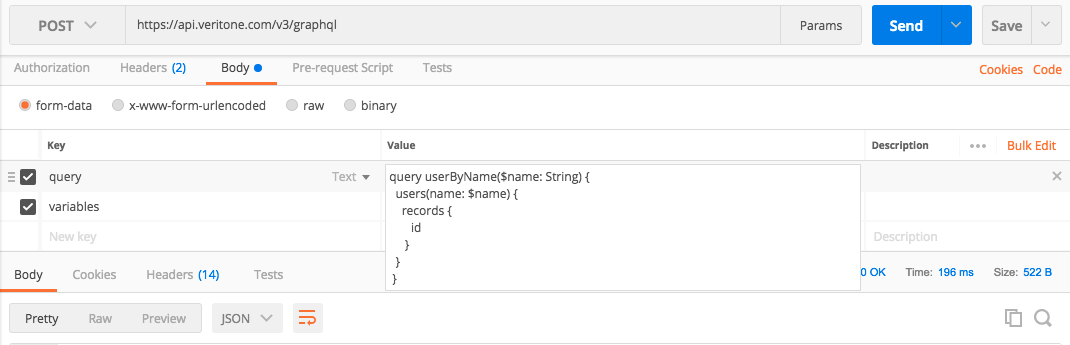 POST https://api.veritone.com/v3/graphql Params Send Save
Authorization Headers (2) Body Pre-request Script Tests Cookies Code
form-data x-www-form-urlencoded raw binary
Key Value Description ••• Bulk Edit
query Text query userByName($name: String) {
users(name: $name) {
variables records {
id
New key } Description
}
}
Body Cookies Headers (14) Tests 0 OK Time: 196 ms Size: 522 B
Pretty Raw Preview JSON